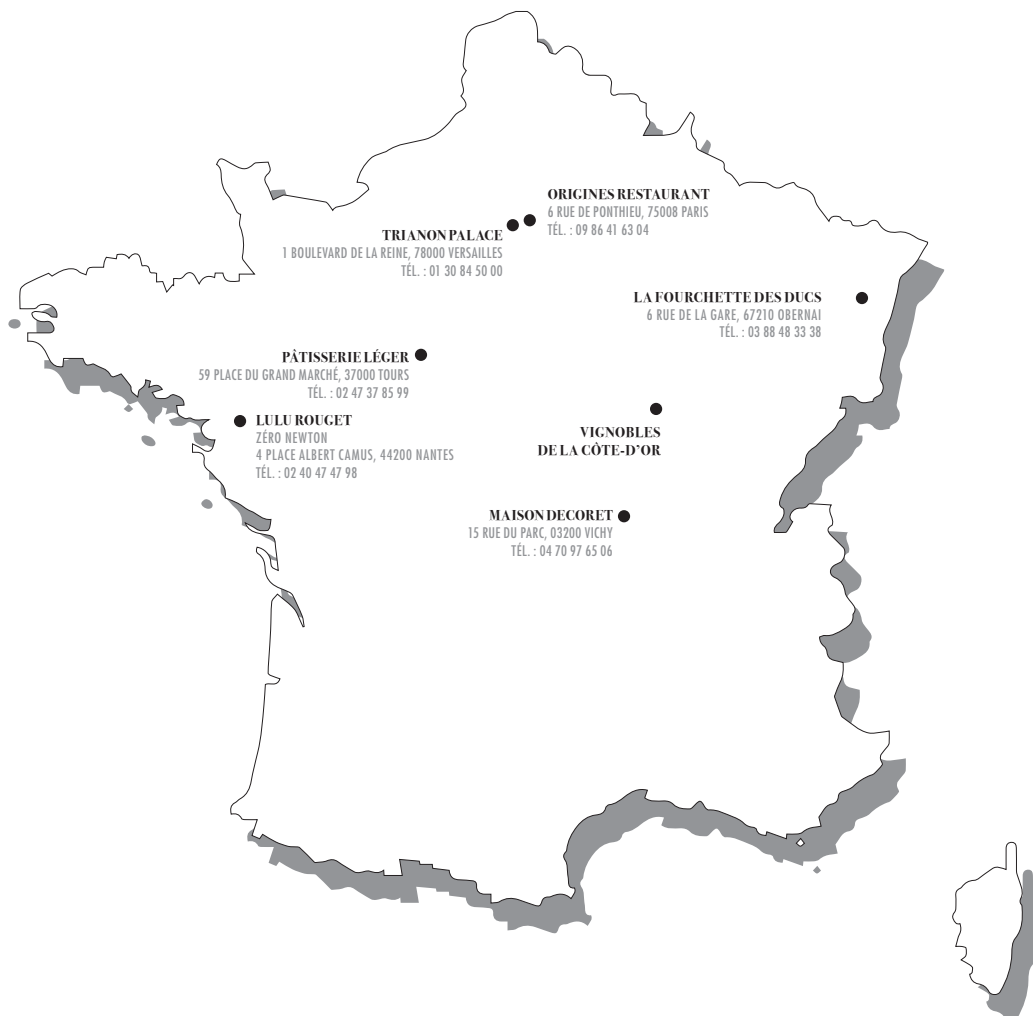 ORIGINES RESTAURANT
6 RUE DE PONTHIEU, 75008 PARIS
TÉL. : 09 86 41 63 04
TRIANON PALACE
1 BOULEVARD DE LA REINE, 78000 VERSAILLES
TÉL. : 01 30 84 50 00
LA FOURCHETTE DES DUCS
6 RUE DE LA GARE, 67210 OBERNAI
TÉL. : 03 88 48 33 38
PÂTISSERIE LÉGER
59 PLACE DU GRAND MARCHÉ, 37000 TOURS
TÉL. : 02 47 37 85 99
LULU ROUGET
ZÉRO NEWTON
4 PLACE ALBERT CAMUS, 44200 NANTES
TÉL. : 02 40 47 47 98
VIGNOBLES
DE LA CÔTE-D'OR
MAISON DECORET
15 RUE DU PARC, 03200 VICHY
TÉL. : 04 70 97 65 06